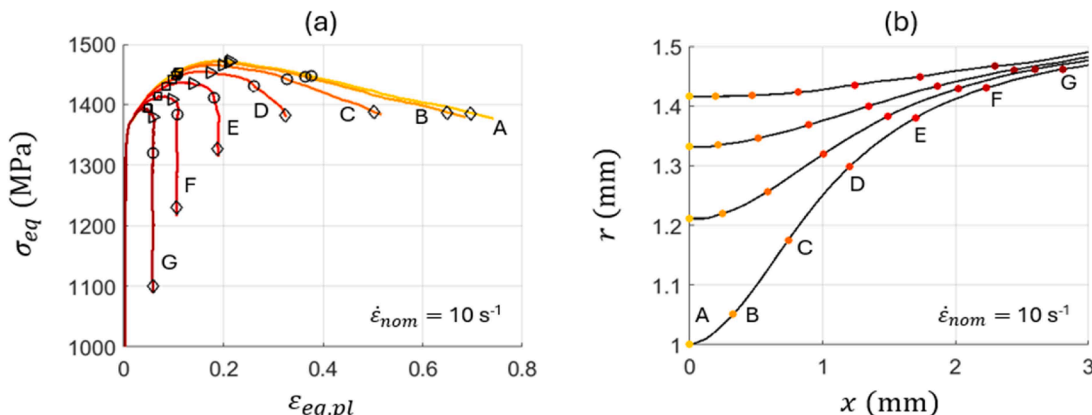 (a)
1500
1400
1300
1200
1100
1000
σeq (MPa)
A
B
C
D
E
F
G
ε̇nom = 10 s⁻¹
0
0.2
0.4
0.6
0.8
εeq,pl
(b)
1.5
1.4
1.3
1.2
1.1
1
r (mm)
G
F
E
D
C
A
B
ε̇nom = 10 s⁻¹
0
1
2
3
x (mm)